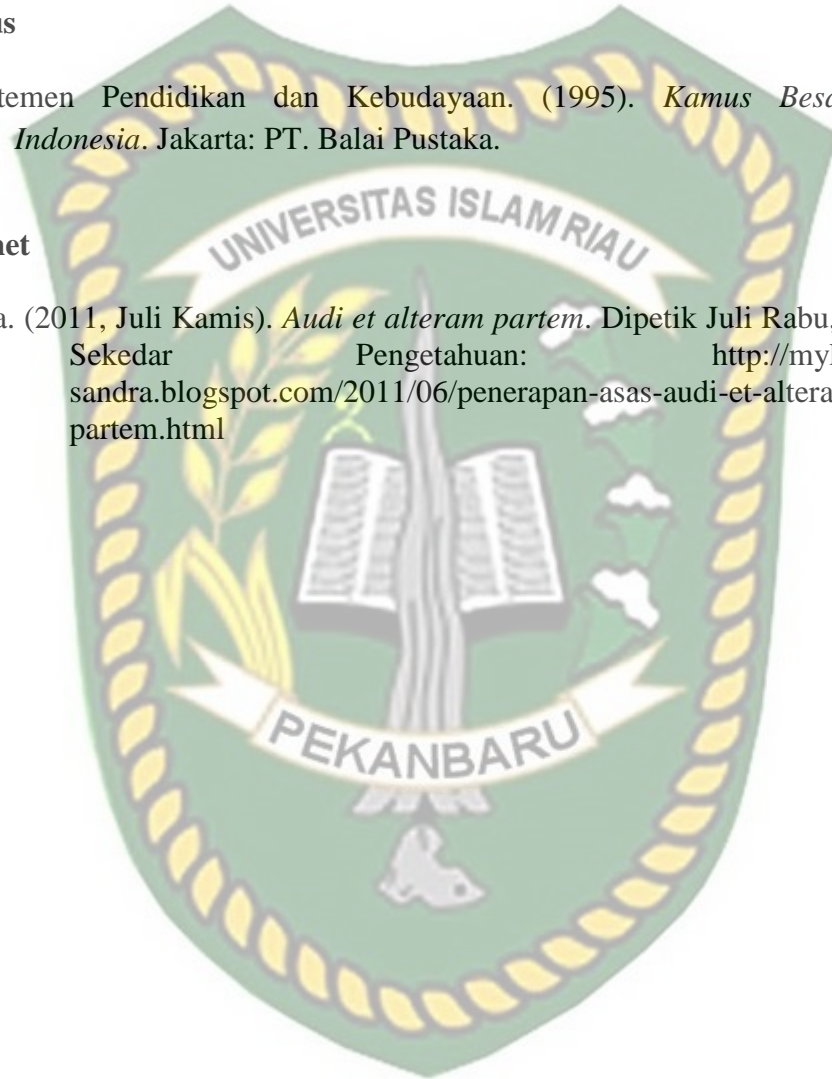 us
temen Pendidikan dan Kebudayaan. (1995). Kamus Besa
Indonesia. Jakarta: PT. Balai Pustaka.
UNIVERSITAS ISLAM RIAU
net
a. (2011, Juli Kamis). Audi et alteram partem. Dipetik Juli Rabu,
Sekedar Pengetahuan: http://myl
sandra.blogspot.com/2011/06/penerapan-asas-audi-et-altera
partem.html
PEKANBARU